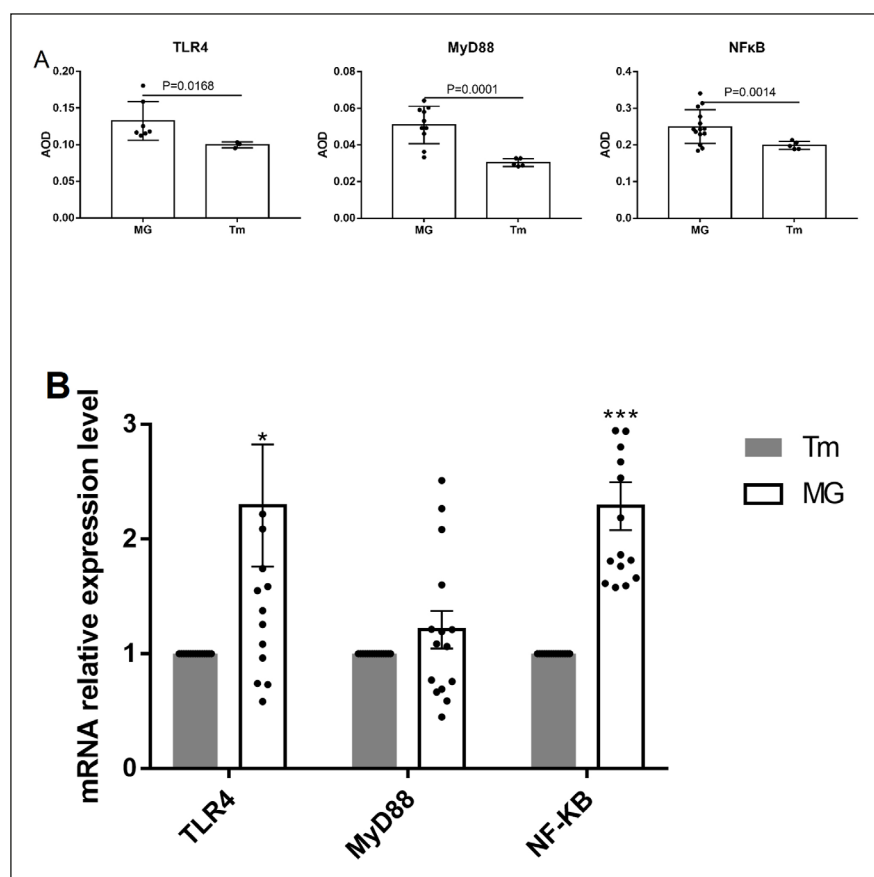 A
TLR4
MyD88
NFκB
P=0.0168
P=0.0001
P=0.0014
AOD
0.20
0.15
0.10
0.05
0.00
MG
Tm
AOD
0.08
0.06
0.04
0.02
0.00
MG
Tm
AOD
0.4
0.3
0.2
0.1
0.0
MG
Tm
B
mRNA relative expression level
3
2
1
0
*
***
TLR4
MyD88
NF-KB
Tm
MG